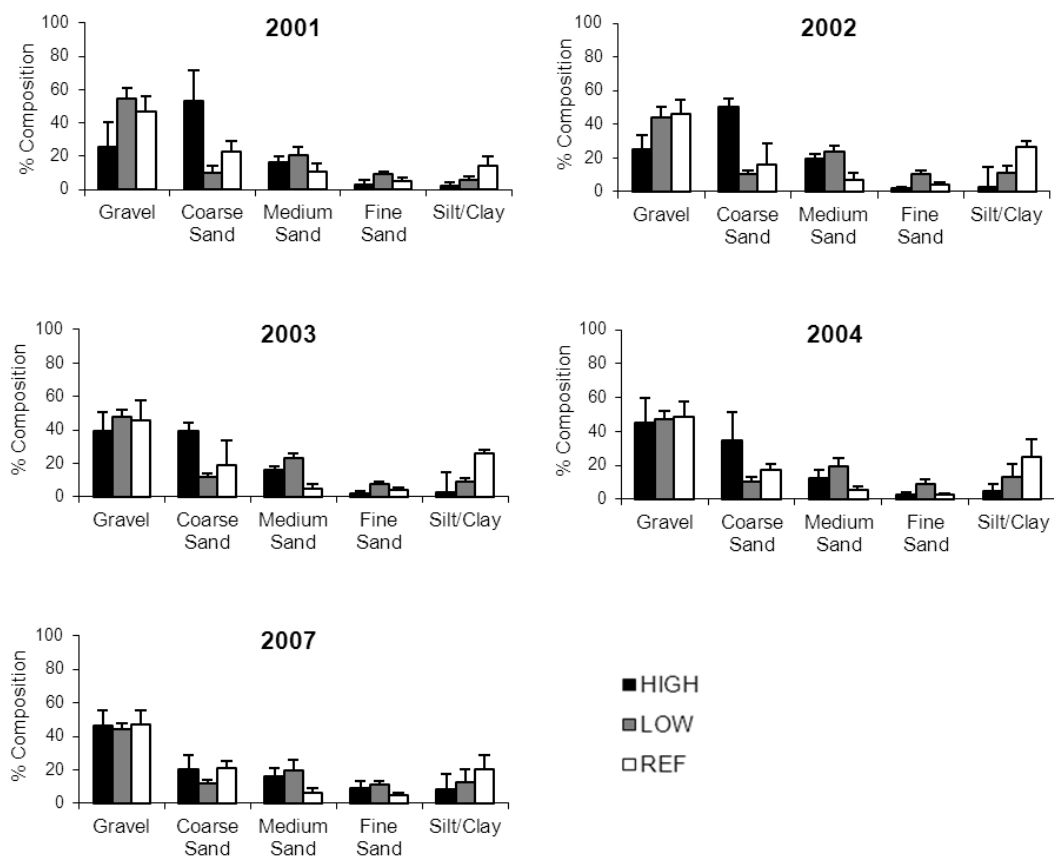 2001
% Composition
100
80
60
40
20
0
Gravel Coarse Medium Fine Silt/Clay
Sand Sand Sand
2002
% Composition
100
80
60
40
20
0
Gravel Coarse Medium Fine Silt/Clay
Sand Sand Sand
2003
% Composition
100
80
60
40
20
0
Gravel Coarse Medium Fine Silt/Clay
Sand Sand Sand
2004
% Composition
100
80
60
40
20
0
Gravel Coarse Medium Fine Silt/Clay
Sand Sand Sand
2007
% Composition
100
80
60
40
20
0
Gravel Coarse Medium Fine Silt/Clay
Sand Sand Sand
HIGH
LOW
REF